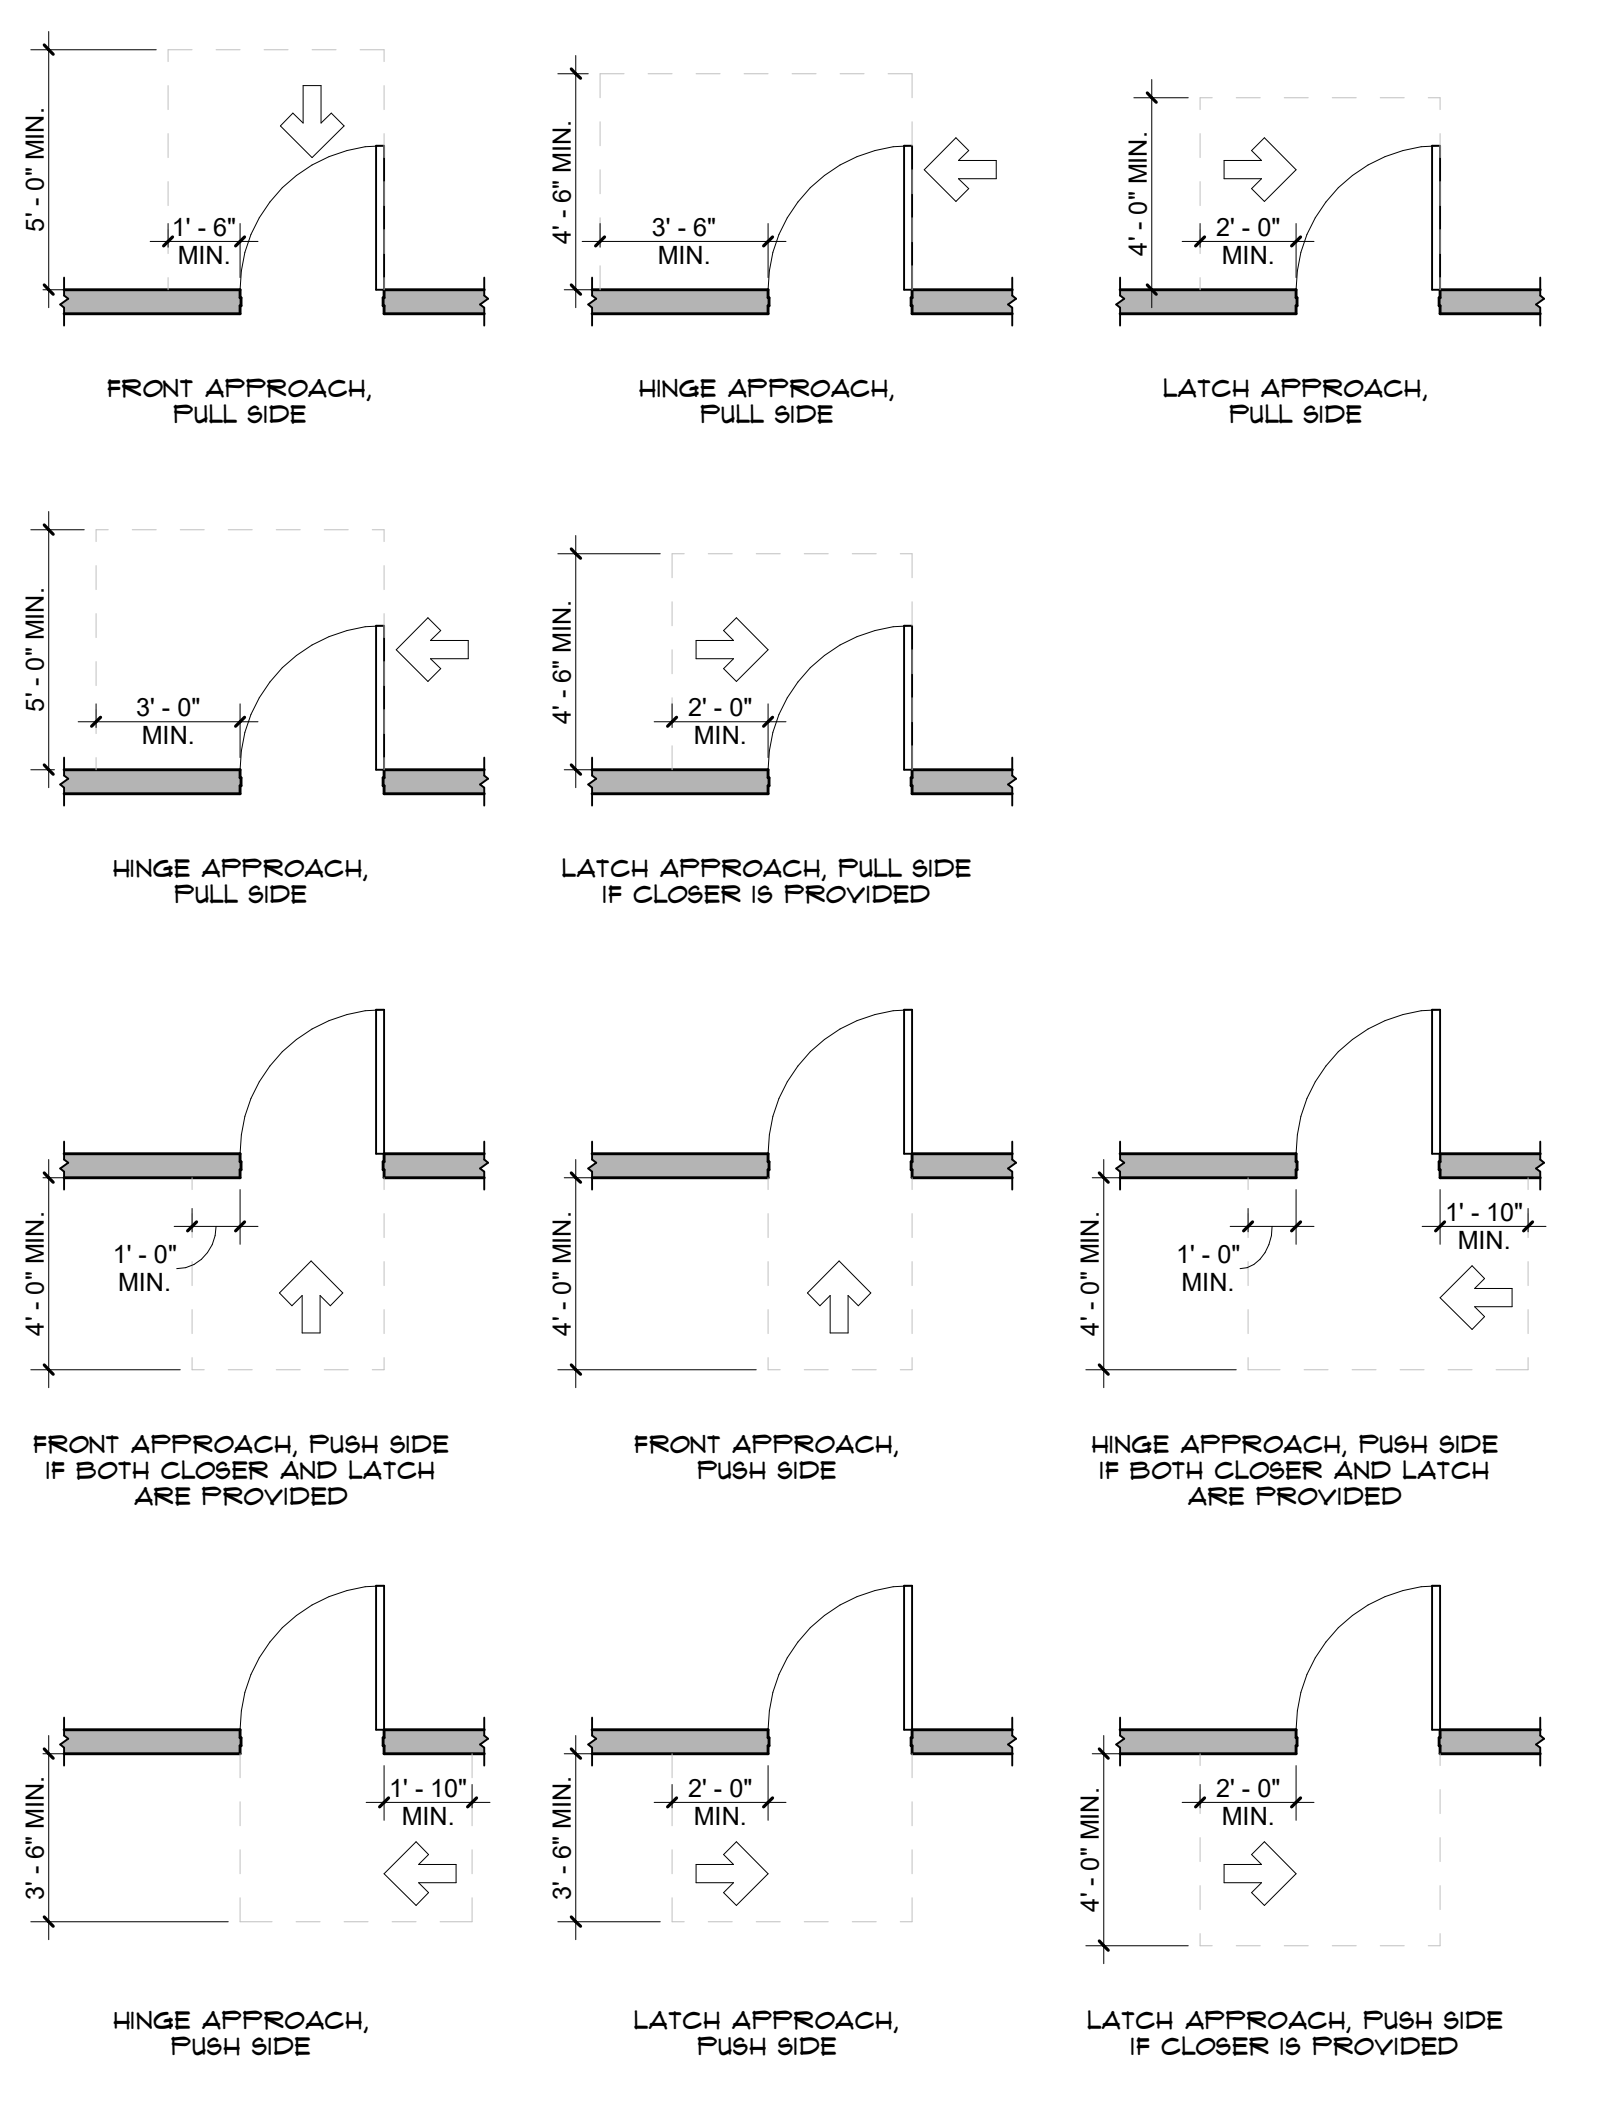 5' - 0" MIN.
1' - 6"
MIN.
FRONT APPROACH,
PULL SIDE
4' - 6" MIN.
3' - 6"
MIN.
HINGE APPROACH,
PULL SIDE
4' - 0" MIN.
2' - 0"
MIN.
LATCH APPROACH,
PULL SIDE
5' - 0" MIN.
3' - 0"
MIN.
HINGE APPROACH,
PULL SIDE
4' - 6" MIN.
2' - 0"
MIN.
LATCH APPROACH, PULL SIDE
IF CLOSER IS PROVIDED
4' - 0" MIN.
1' - 0"
MIN.
FRONT APPROACH, PUSH SIDE
IF BOTH CLOSER AND LATCH
ARE PROVIDED
4' - 0" MIN.
FRONT APPROACH,
PUSH SIDE
4' - 0" MIN.
1' - 0"
MIN.
1' - 10"
MIN.
HINGE APPROACH, PUSH SIDE
IF BOTH CLOSER AND LATCH
ARE PROVIDED
3' - 6" MIN.
1' - 10"
MIN.
HINGE APPROACH,
PUSH SIDE
3' - 6" MIN.
2' - 0"
MIN.
LATCH APPROACH,
PUSH SIDE
4' - 0" MIN.
2' - 0"
MIN.
LATCH APPROACH, PUSH SIDE
IF CLOSER IS PROVIDED